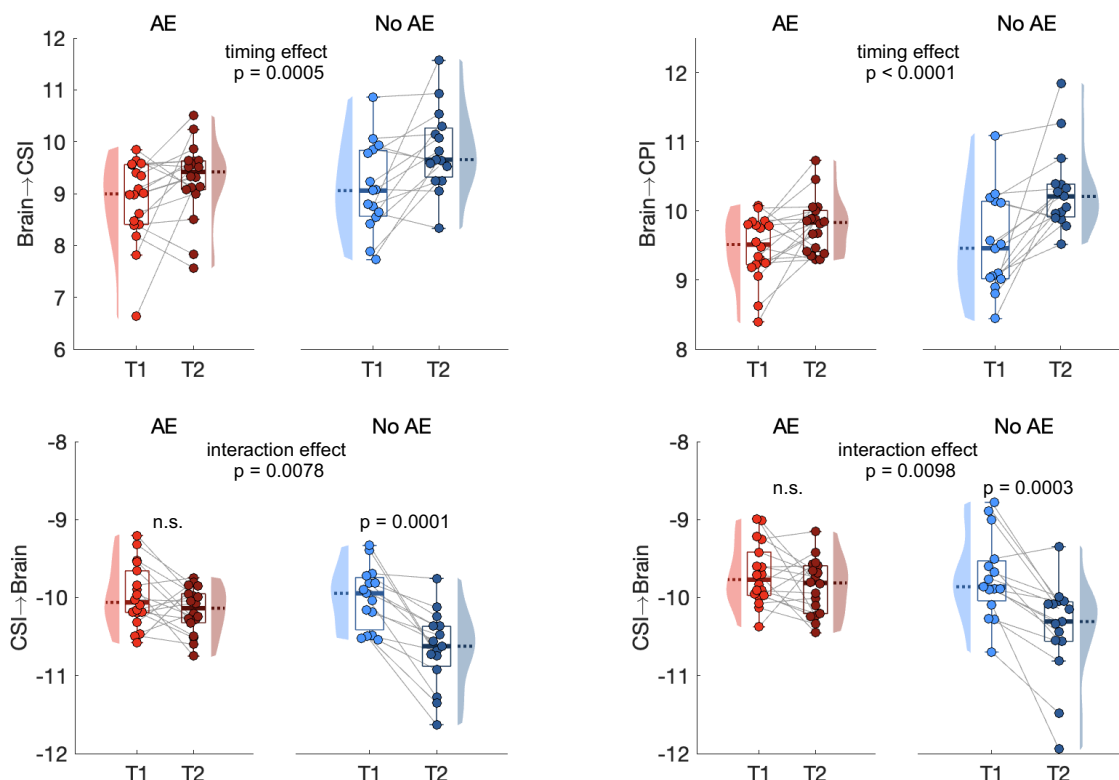 AE
No AE
timing effect
p = 0.0005
Brain→CSI
12
11
10
9
8
7
6
T1
T2
T1
T2
AE
No AE
timing effect
p < 0.0001
Brain→CPI
12
11
10
9
8
T1
T2
T1
T2
AE
No AE
interaction effect
p = 0.0078
n.s.
p = 0.0001
CSI→Brain
-8
-9
-10
-11
-12
T1
T2
T1
T2
AE
No AE
interaction effect
p = 0.0098
n.s.
p = 0.0003
CSI→Brain
-8
-9
-10
-11
-12
T1
T2
T1
T2